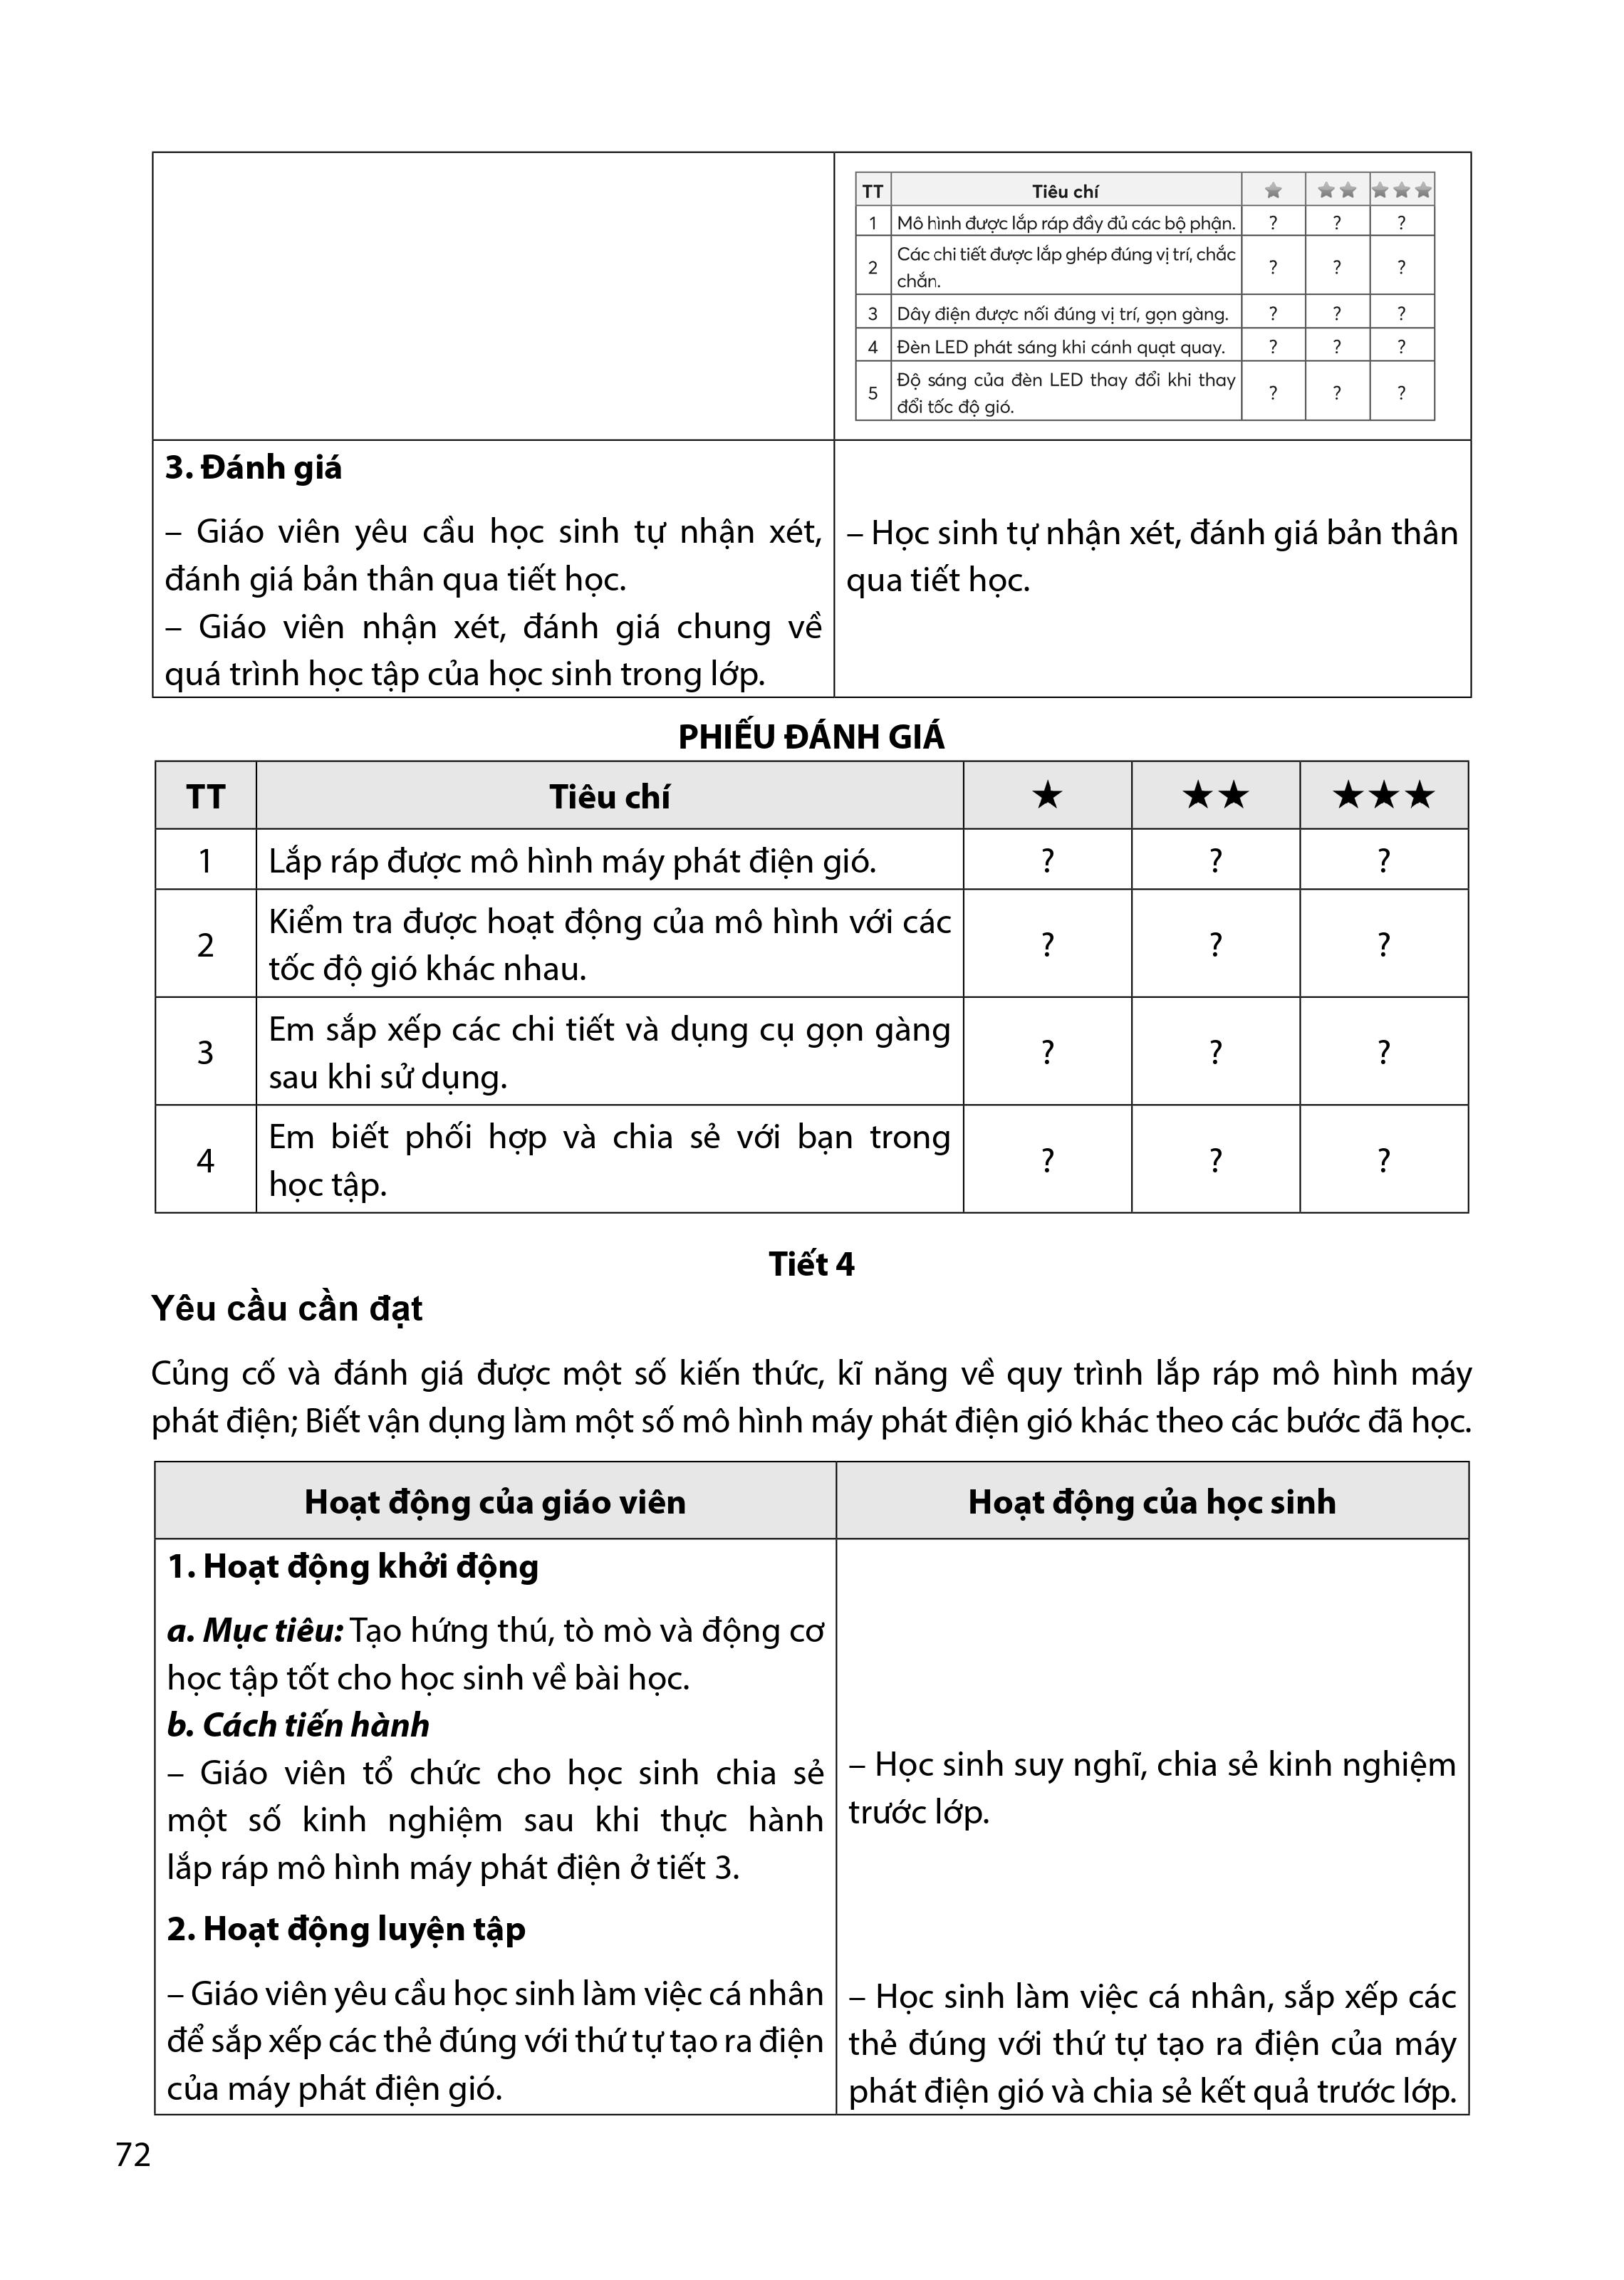 TT Tiêu chí ★ ★★ ★★★
1 Mô hình được lắp ráp đầy đủ các bộ phận. ? ? ?
2 Các chi tiết được lắp ghép đúng vị trí, chắc
chắn. ? ? ?
3 Dây điện được nối đúng vị trí, gọn gàng. ? ? ?
4 Đèn LED phát sáng khi cánh quạt quay. ? ? ?
5 Độ sáng của đèn LED thay đổi khi thay
đổi tốc độ gió. ? ? ?
3. Đánh giá
– Giáo viên yêu cầu học sinh tự nhận xét,
đánh giá bản thân qua tiết học.
– Giáo viên nhận xét, đánh giá chung về
quá trình học tập của học sinh trong lớp.
– Học sinh tự nhận xét, đánh giá bản thân
qua tiết học.
PHIẾU ĐÁNH GIÁ
TT Tiêu chí ★ ★★ ★★★
1 Lắp ráp được mô hình máy phát điện gió. ? ? ?
2 Kiểm tra được hoạt động của mô hình với các
tốc độ gió khác nhau. ? ? ?
3 Em sắp xếp các chi tiết và dụng cụ gọn gàng
sau khi sử dụng. ? ? ?
4 Em biết phối hợp và chia sẻ với bạn trong
học tập. ? ? ?
Tiết 4
Yêu cầu cần đạt
Củng cố và đánh giá được một số kiến thức, kĩ năng về quy trình lắp ráp mô hình máy
phát điện; Biết vận dụng làm một số mô hình máy phát điện gió khác theo các bước đã học.
Hoạt động của giáo viên Hoạt động của học sinh
1. Hoạt động khởi động
a. Mục tiêu: Tạo hứng thú, tò mò và động cơ
học tập tốt cho học sinh về bài học.
b. Cách tiến hành
– Giáo viên tổ chức cho học sinh chia sẻ
một số kinh nghiệm sau khi thực hành
lắp ráp mô hình máy phát điện ở tiết 3.
– Học sinh suy nghĩ, chia sẻ kinh nghiệm
trước lớp.
2. Hoạt động luyện tập
– Giáo viên yêu cầu học sinh làm việc cá nhân
để sắp xếp các thẻ đúng với thứ tự tạo ra điện
của máy phát điện gió.
– Học sinh làm việc cá nhân, sắp xếp các
thẻ đúng với thứ tự tạo ra điện của máy
phát điện gió và chia sẻ kết quả trước lớp.
72